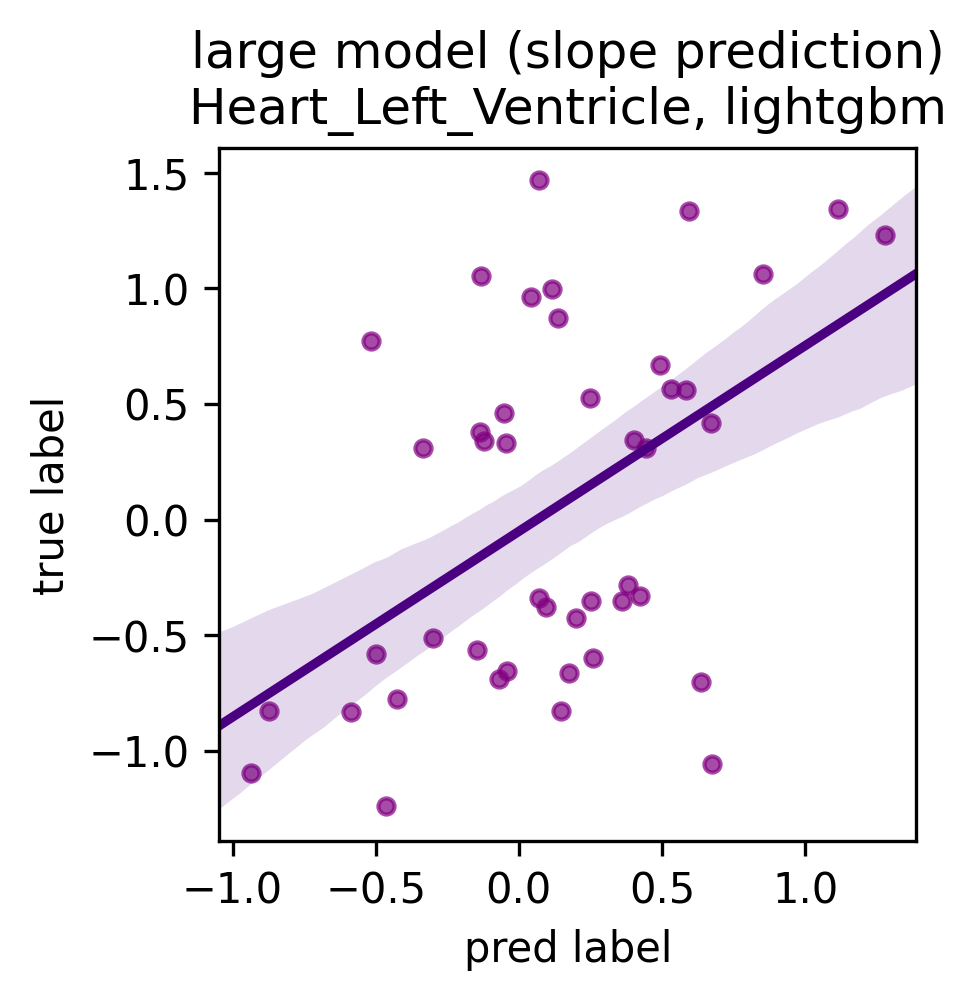 large model (slope prediction)
Heart_Left_Ventricle, lightgbm
1.5
1.0
0.5
0.0
−0.5
−1.0
true label
−1.0 −0.5 0.0 0.5 1.0
pred label